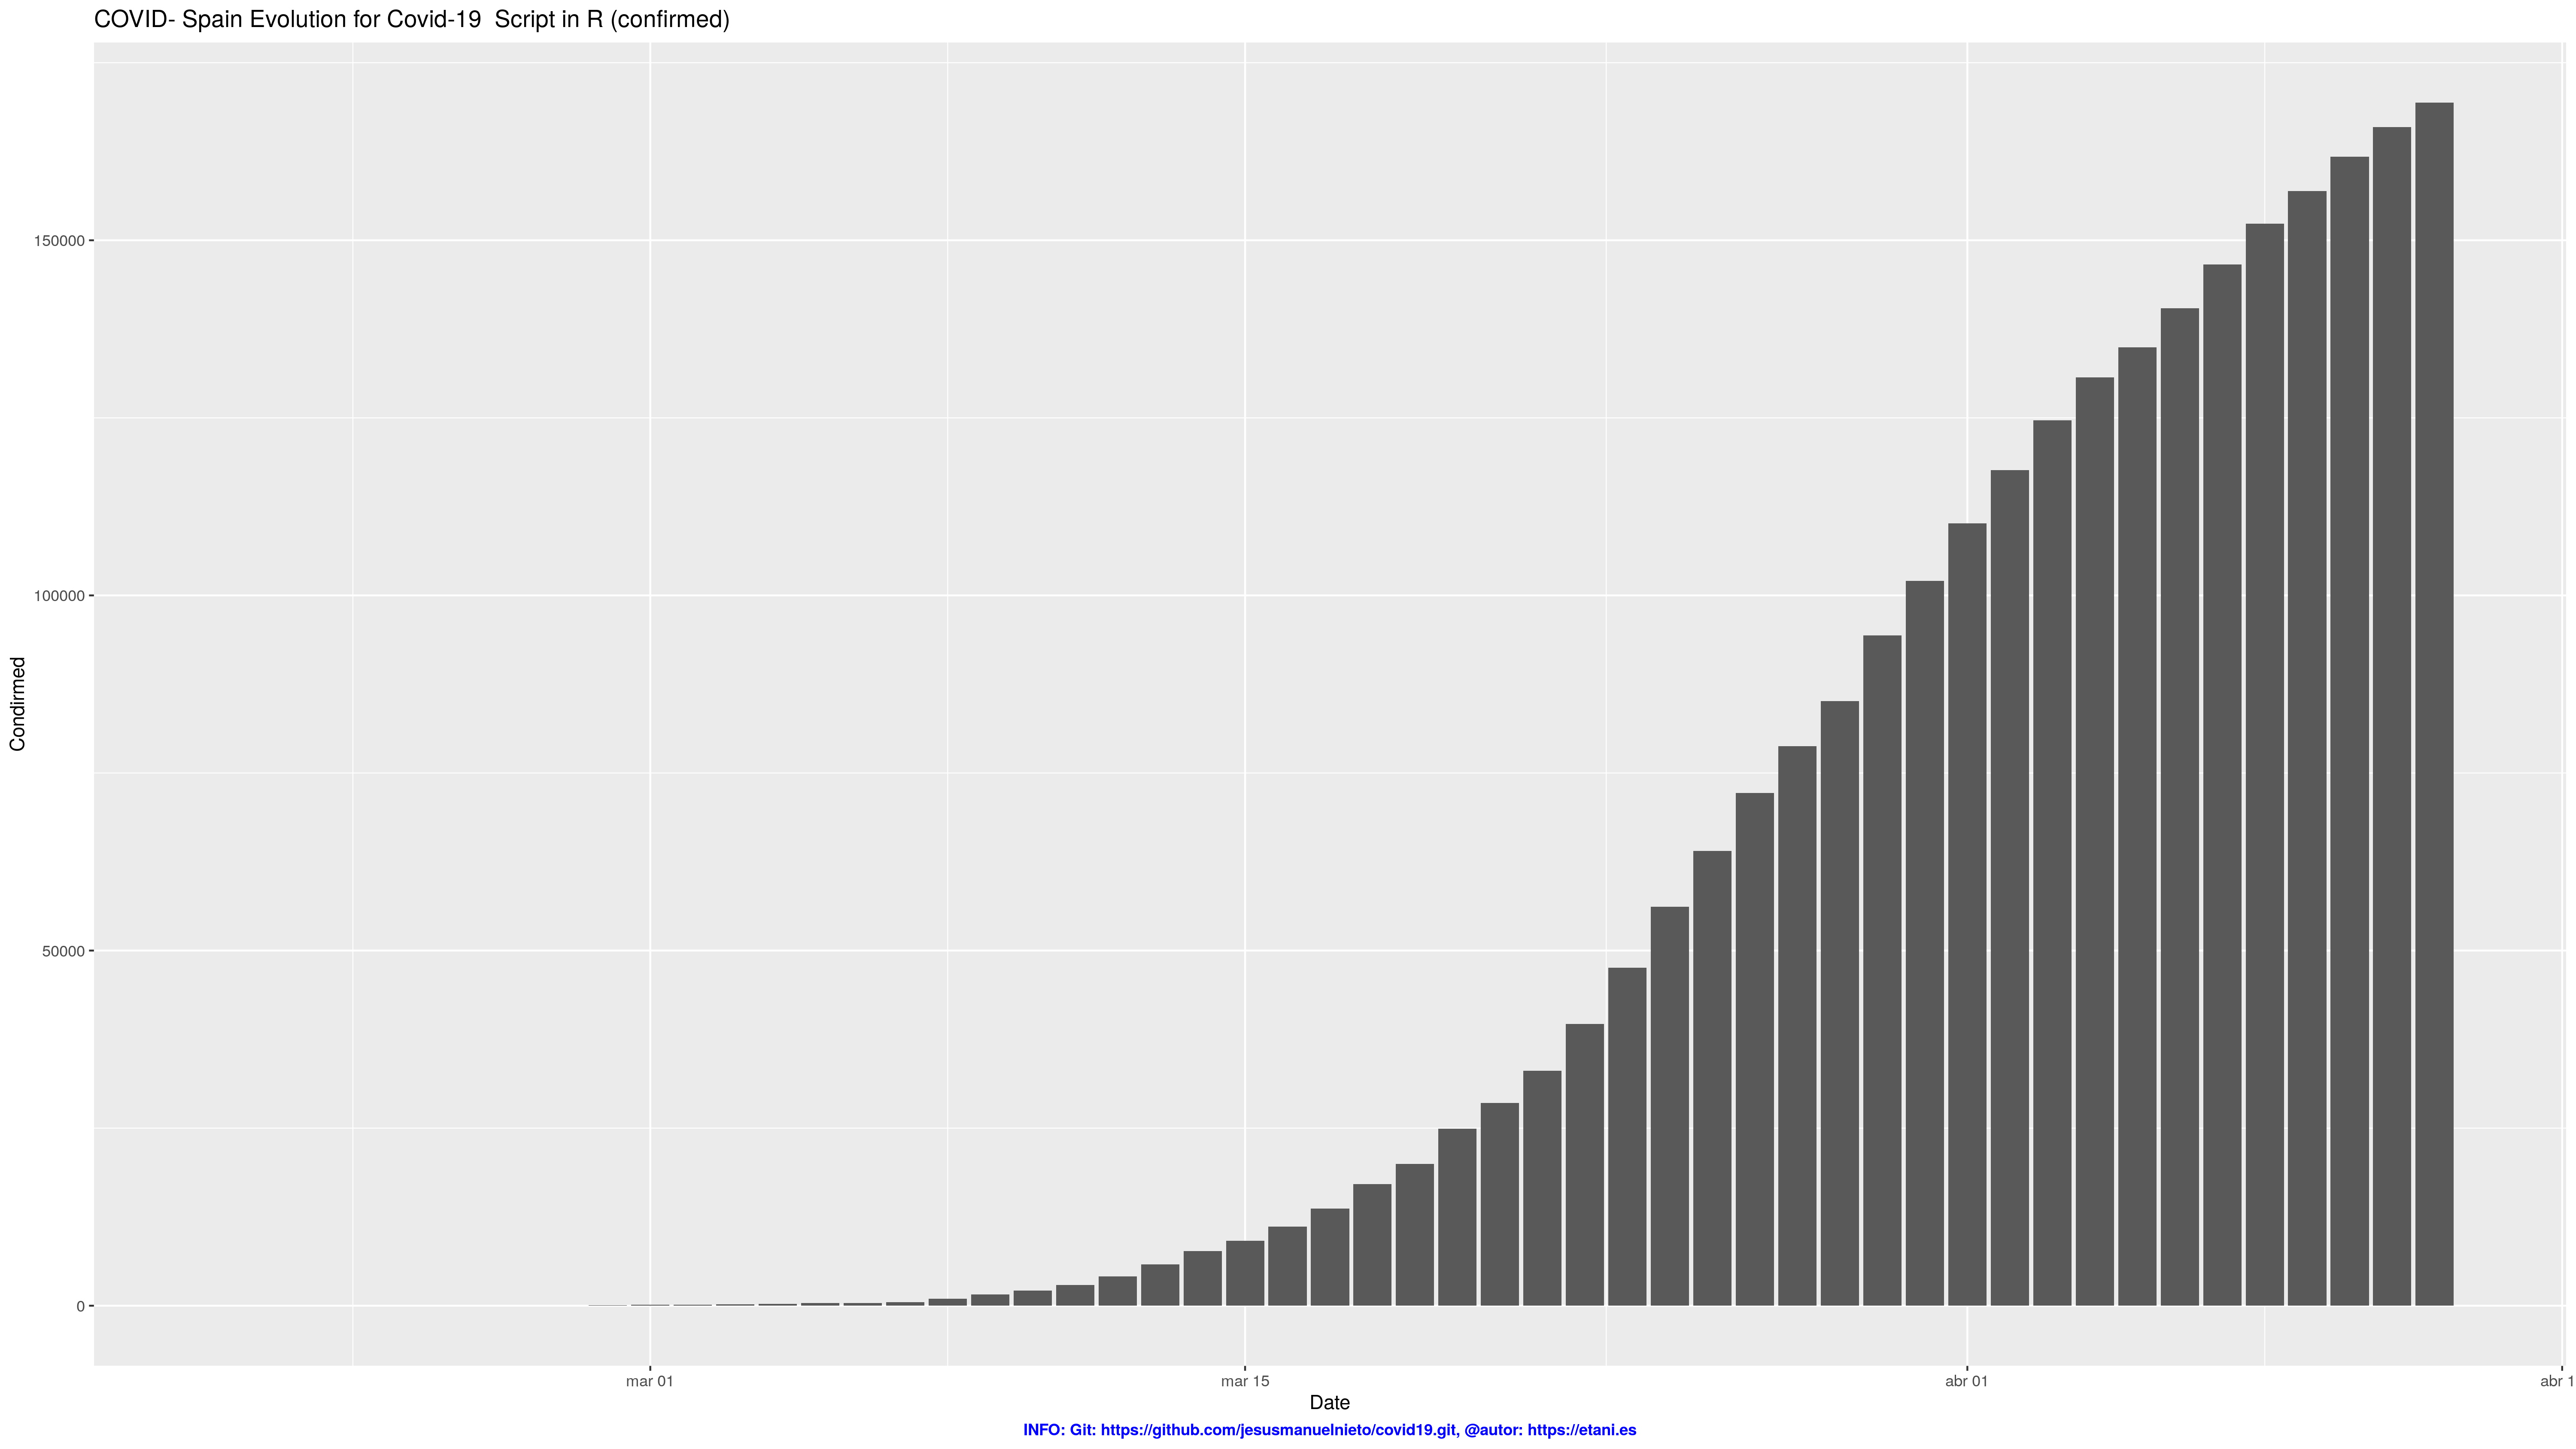 COVID- Spain Evolution for Covid-19  Script in R (confirmed)
150000
100000
50000
0
Condirmed
mar 01
mar 15
abr 01
abr 1
Date
INFO: Git: https://github.com/jesusmanuelnieto/covid19.git, @autor: https://etani.es